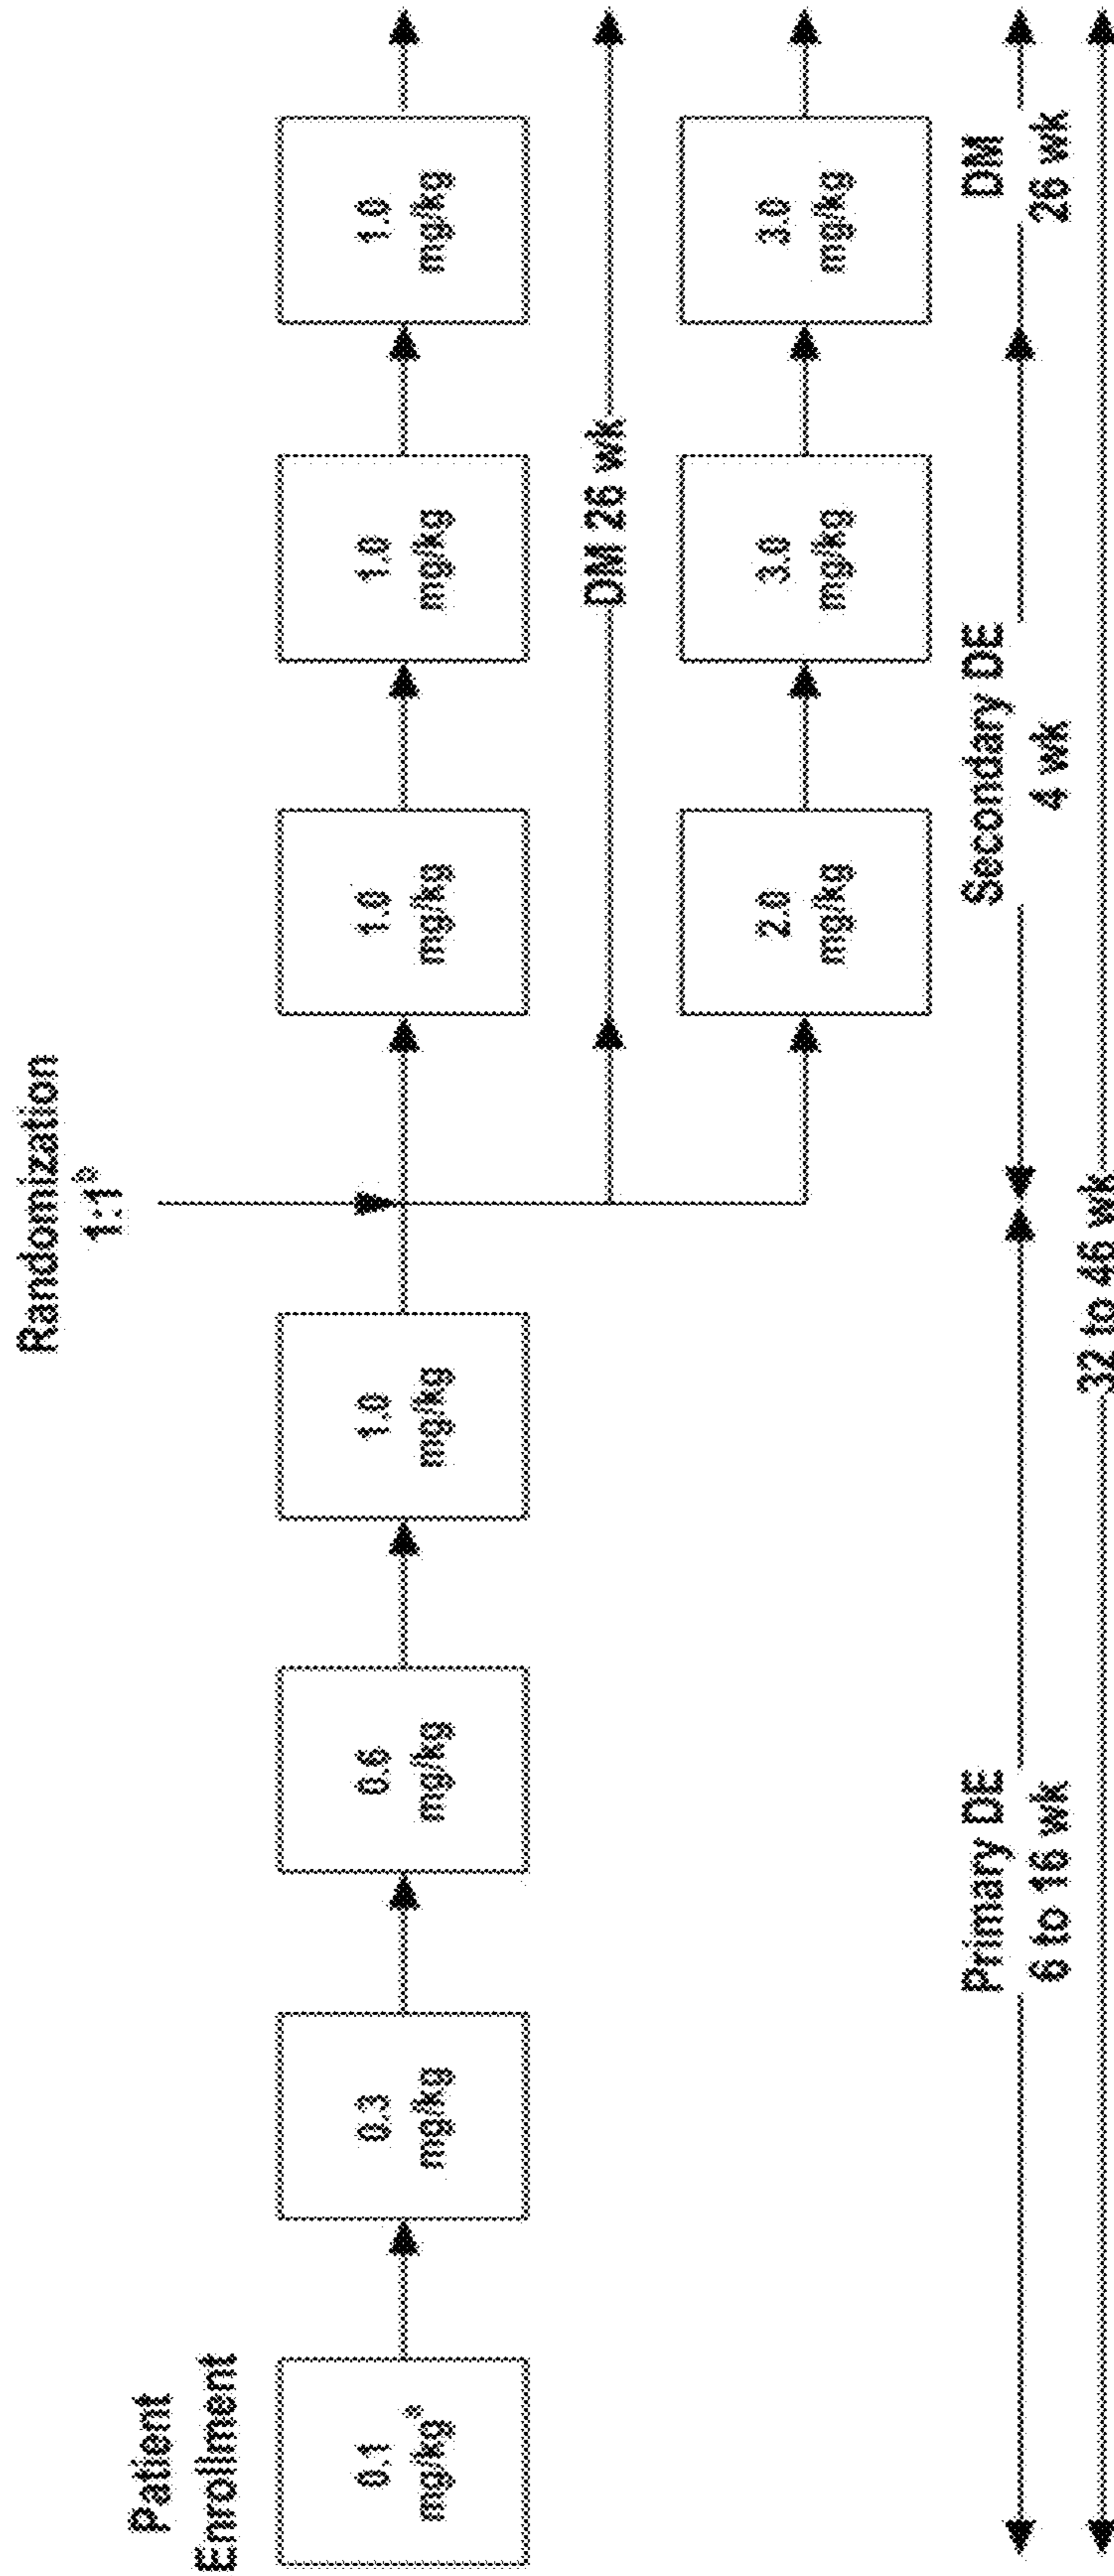 Patient
Enrollment
Randomization
1:1ᵇ
0.1
mg/kgᵃ
0.3
mg/kg
0.6
mg/kg
1.0
mg/kg
1.0
mg/kg
1.0
mg/kg
1.0
mg/kg
DM 26 wk
2.0
mg/kg
3.0
mg/kg
3.0
mg/kg
Primary DE
6 to 16 wk
Secondary DE
4 wk
DM
26 wk
32 to 46 wk